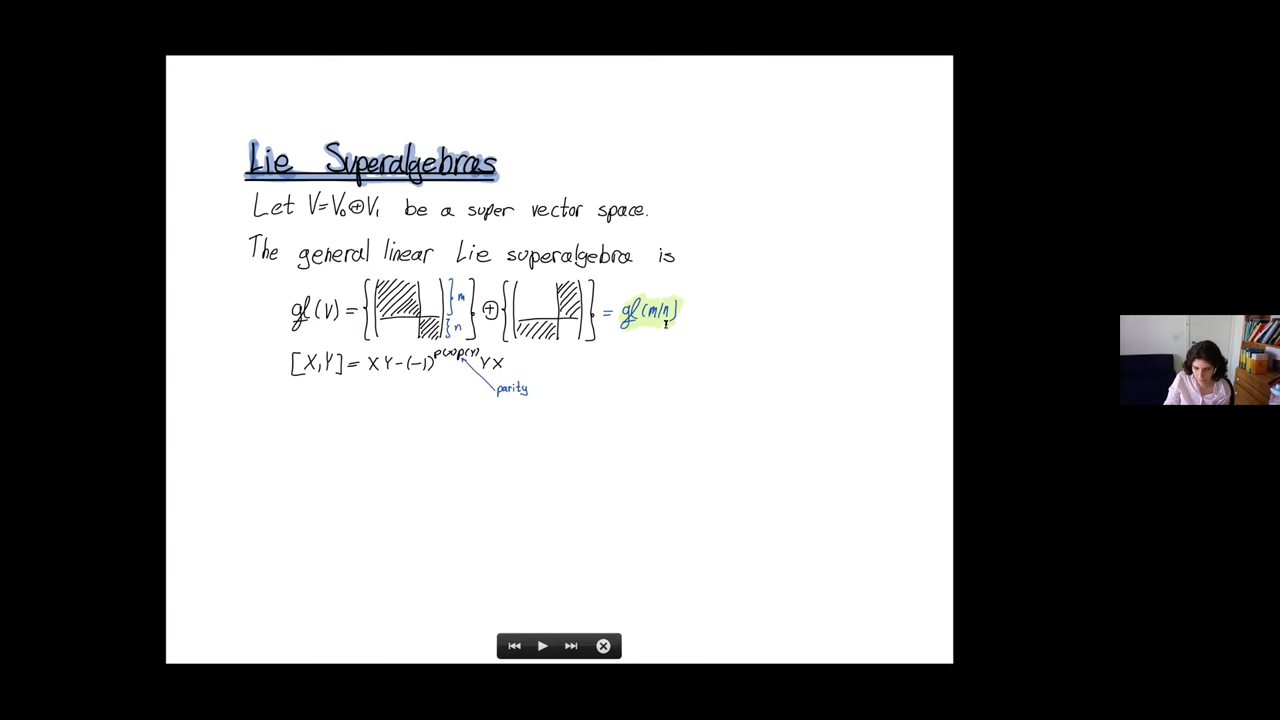 Lie Superalgebras
Let V=V₀⊕V₁ be a super vector space.
The general linear Lie superalgebra is
gl(V) = { ( ) } m } n } ⊕ { ( ) } = gl(m|n)
[X,Y] = XY-(-1)^{p(x)p(y)} YX
parity